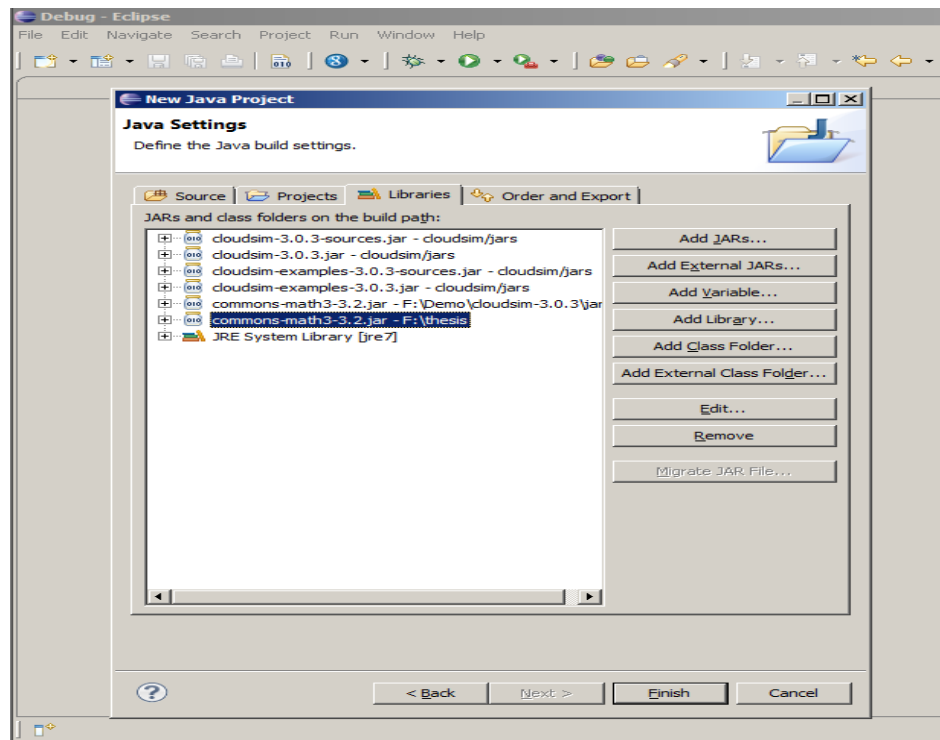 Debug - Eclipse
File Edit Navigate Search Project Run Window Help
New Java Project
Java Settings
Define the Java build settings.
Source Projects Libraries Order and Export
JARs and class folders on the build path:
cloudsim-3.0.3-sources.jar - cloudsim/jars
cloudsim-3.0.3.jar - cloudsim/jars
cloudsim-examples-3.0.3-sources.jar - cloudsim/jars
cloudsim-examples-3.0.3.jar - cloudsim/jars
commons-math3-3.2.jar - F:\Demo\cloudsim-3.0.3\jar
commons-math3-3.2.jar - F:\thesis
JRE System Library [jre7]
Add JARs...
Add External JARs...
Add Variable...
Add Library...
Add Class Folder...
Add External Class Folder...
Edit...
Remove
Migrate JAR File...
? < Back Next > Finish Cancel